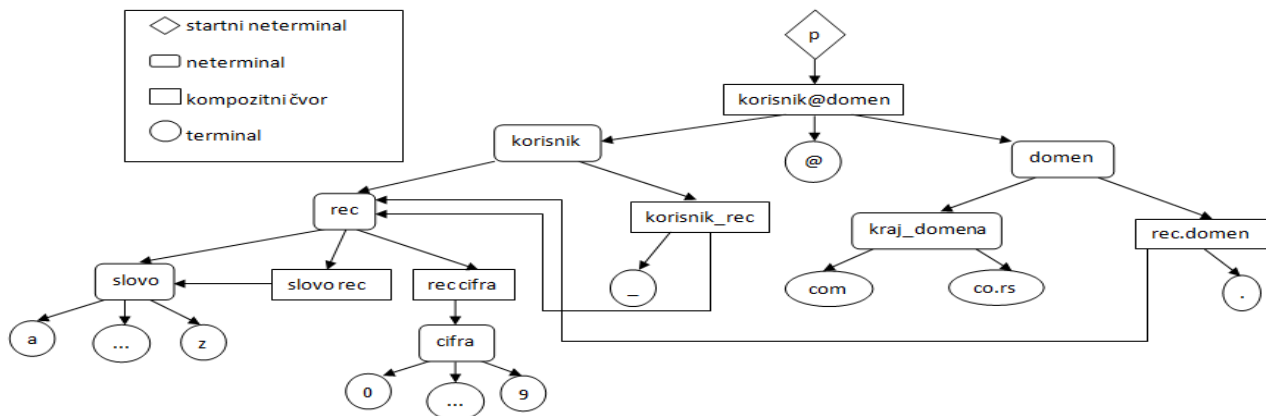 startni neterminal
neterminal
kompozitni čvor
terminal
p
korisnik@domen
korisnik
@
domen
rec
korisnik_rec
kraj_domena
rec.domen
slovo
slovo rec
rec cifra
_
com
co.rs
.
a
...
z
cifra
0
...
9